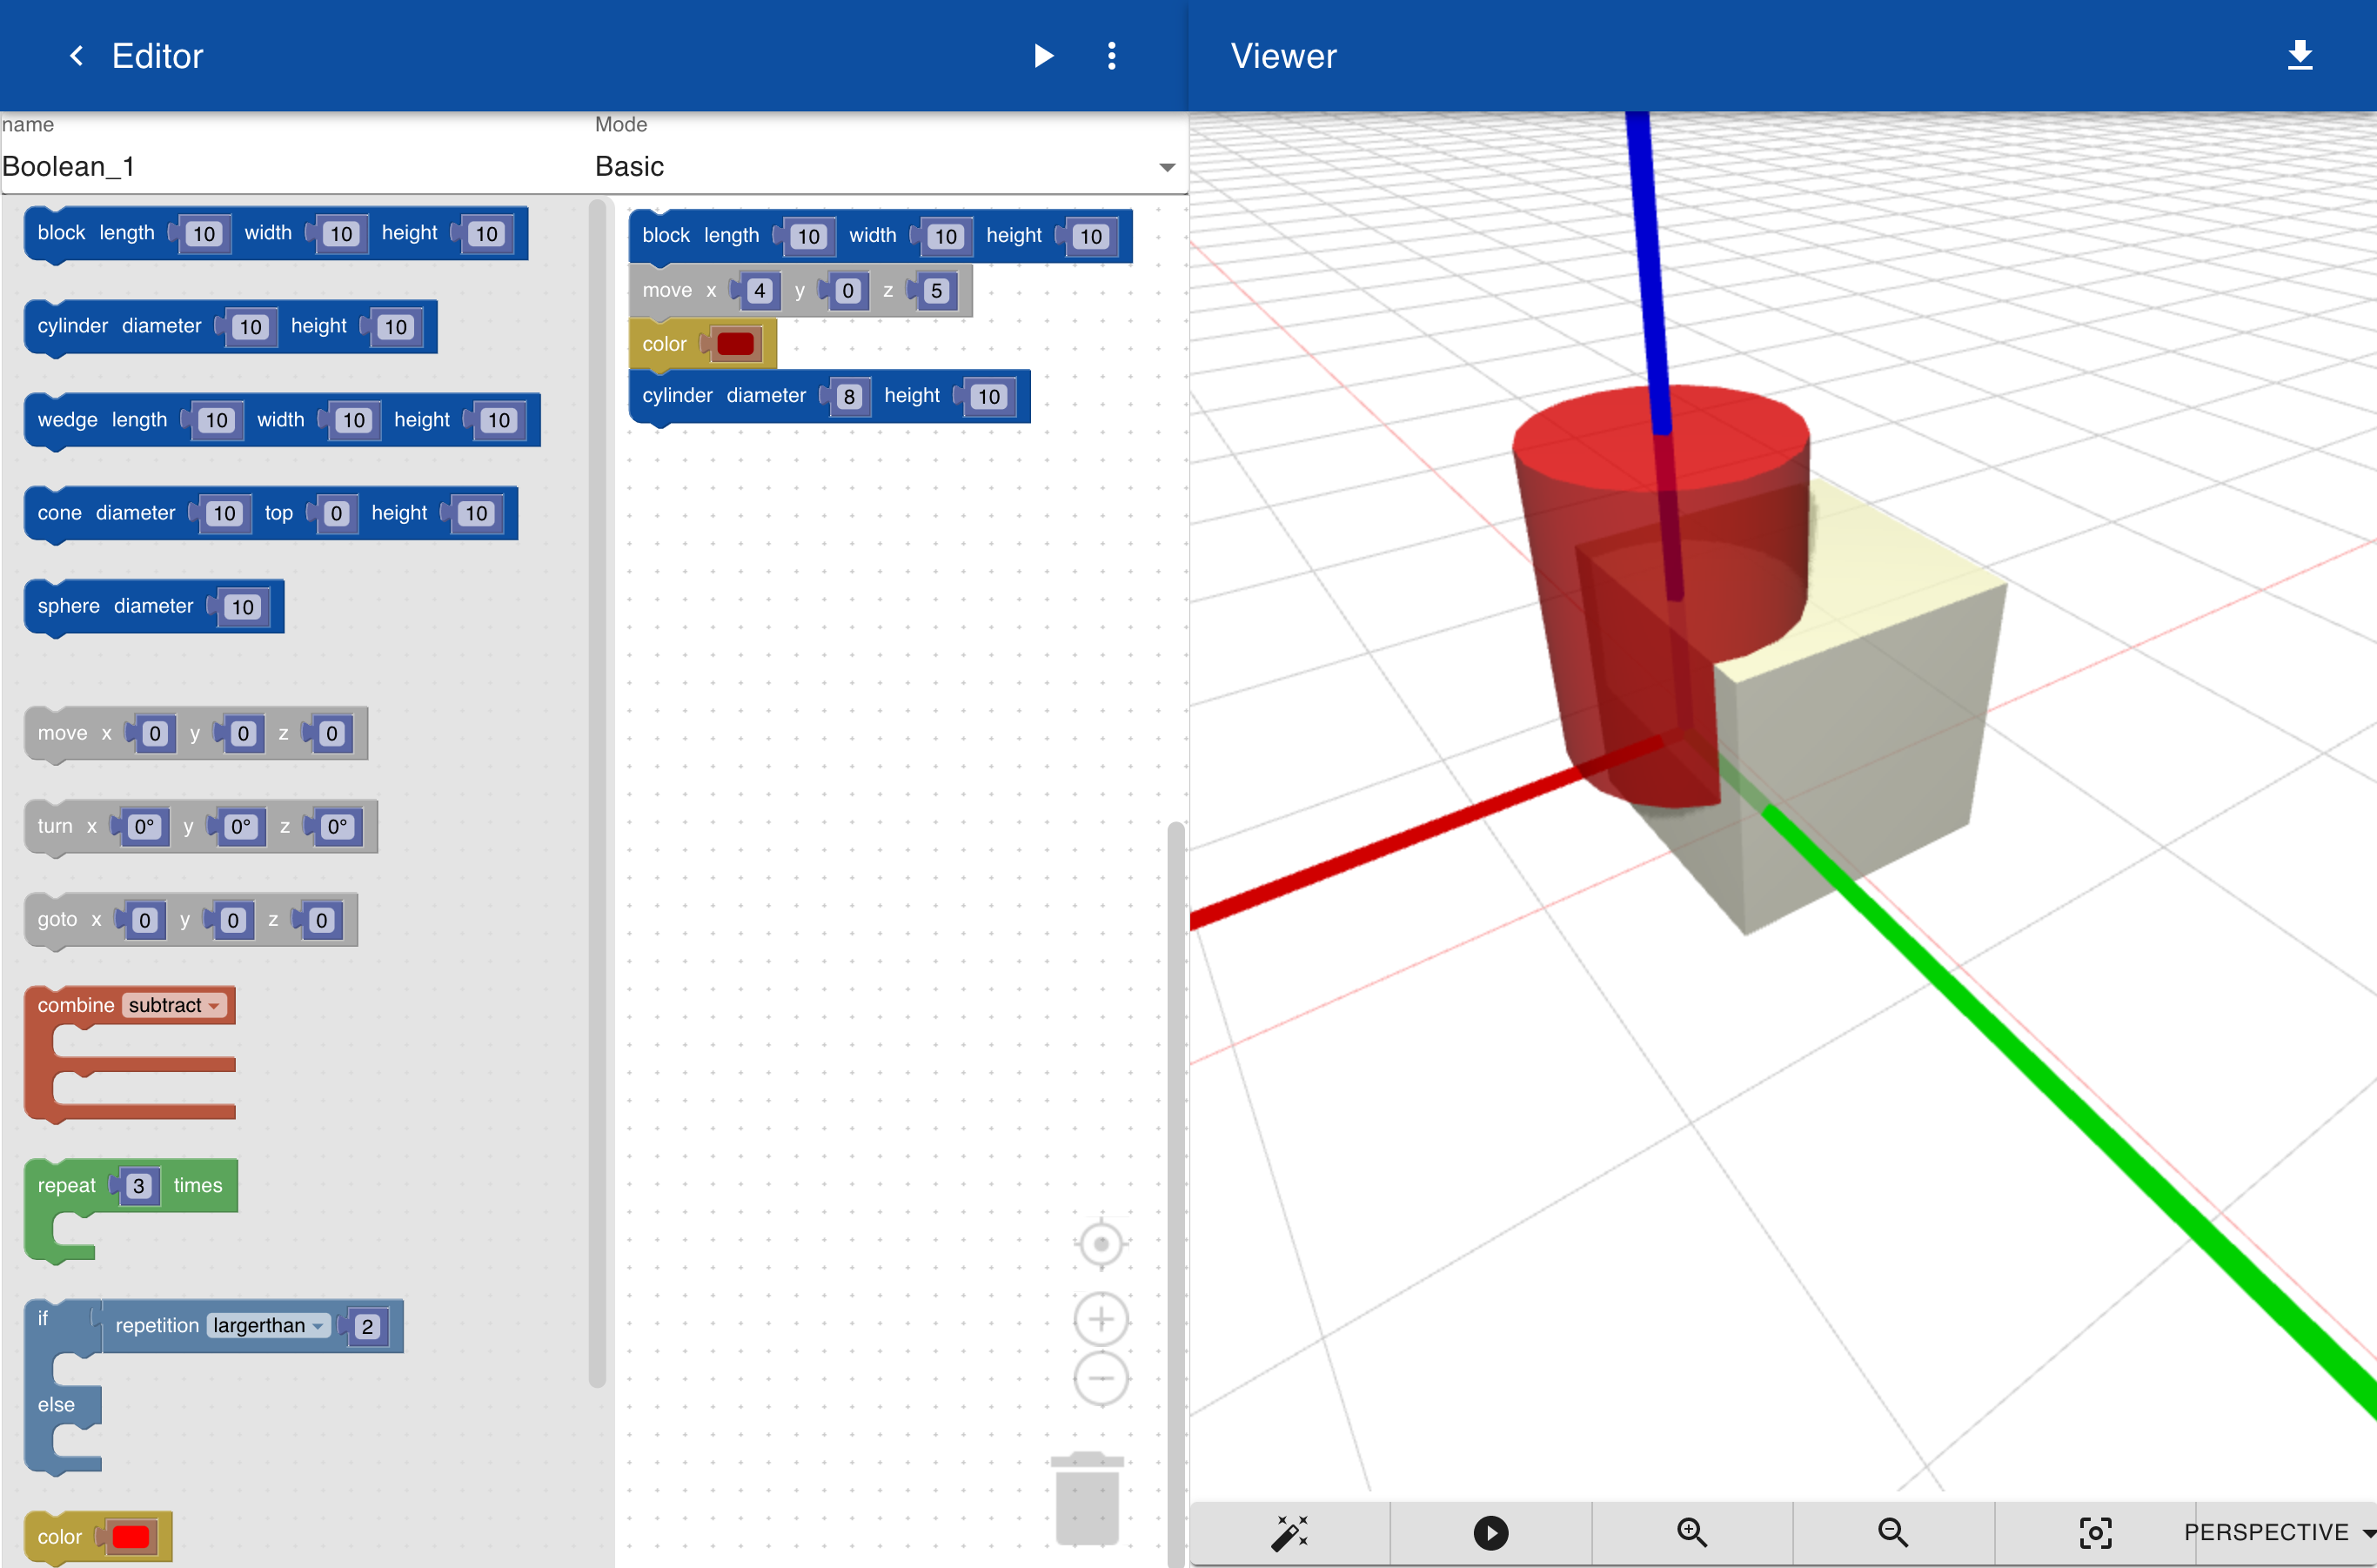 Editor
Viewer
name
Mode
Boolean_1
Basic
block length 10 width 10 height 10
cylinder diameter 10 height 10
wedge length 10 width 10 height 10
cone diameter 10 top 0 height 10
sphere diameter 10
move x 0 y 0 z 0
turn x 0° y 0° z 0°
goto x 0 y 0 z 0
combine subtract
repeat 3 times
if repetition largerthan 2
else
color
block length 10 width 10 height 10
move x 4 y 0 z 5
color
cylinder diameter 8 height 10
PERSPECTIVE